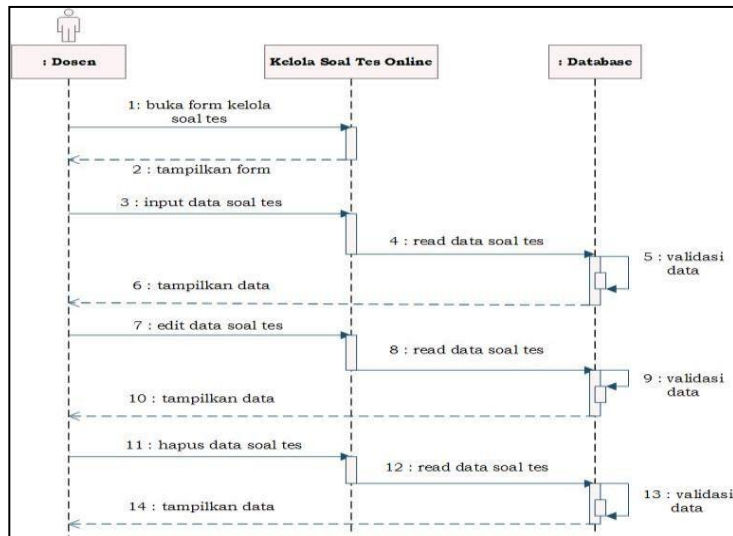 : Dosen
Kelola Soal Tes Online
: Database
1: buka form kelola
soal tes
2 : tampilkan form
3 : input data soal tes
4 : read data soal tes
5 : validasi
data
6 : tampilkan data
7 : edit data soal tes
8 : read data soal tes
9 : validasi
data
10 : tampilkan data
11 : hapus data soal tes
12 : read data soal tes
13 : validasi
data
14 : tampilkan data